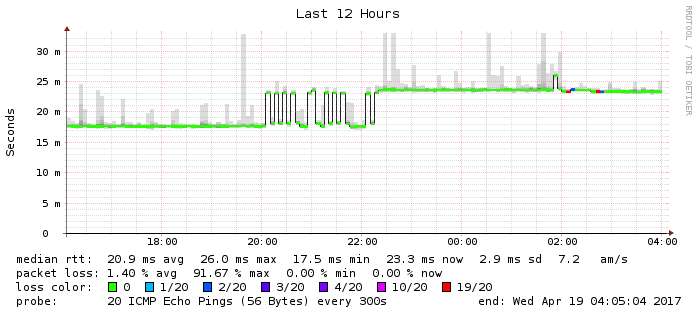 Last 12 Hours
RRDTOOL / TOBI OETIKER
Seconds
30 m
25 m
20 m
15 m
10 m
5 m
0
18:00 20:00 22:00 00:00 02:00 04:00
median rtt: 20.9 ms avg 26.0 ms max 17.5 ms min 23.3 ms now 2.9 ms sd 7.2 am/s
packet loss: 1.40 % avg 91.67 % max 0.00 % min 0.00 % now
loss color: 0 1/20 2/20 3/20 4/20 10/20 19/20
probe: 20 ICMP Echo Pings (56 Bytes) every 300s end: Wed Apr 19 04:05:04 2017